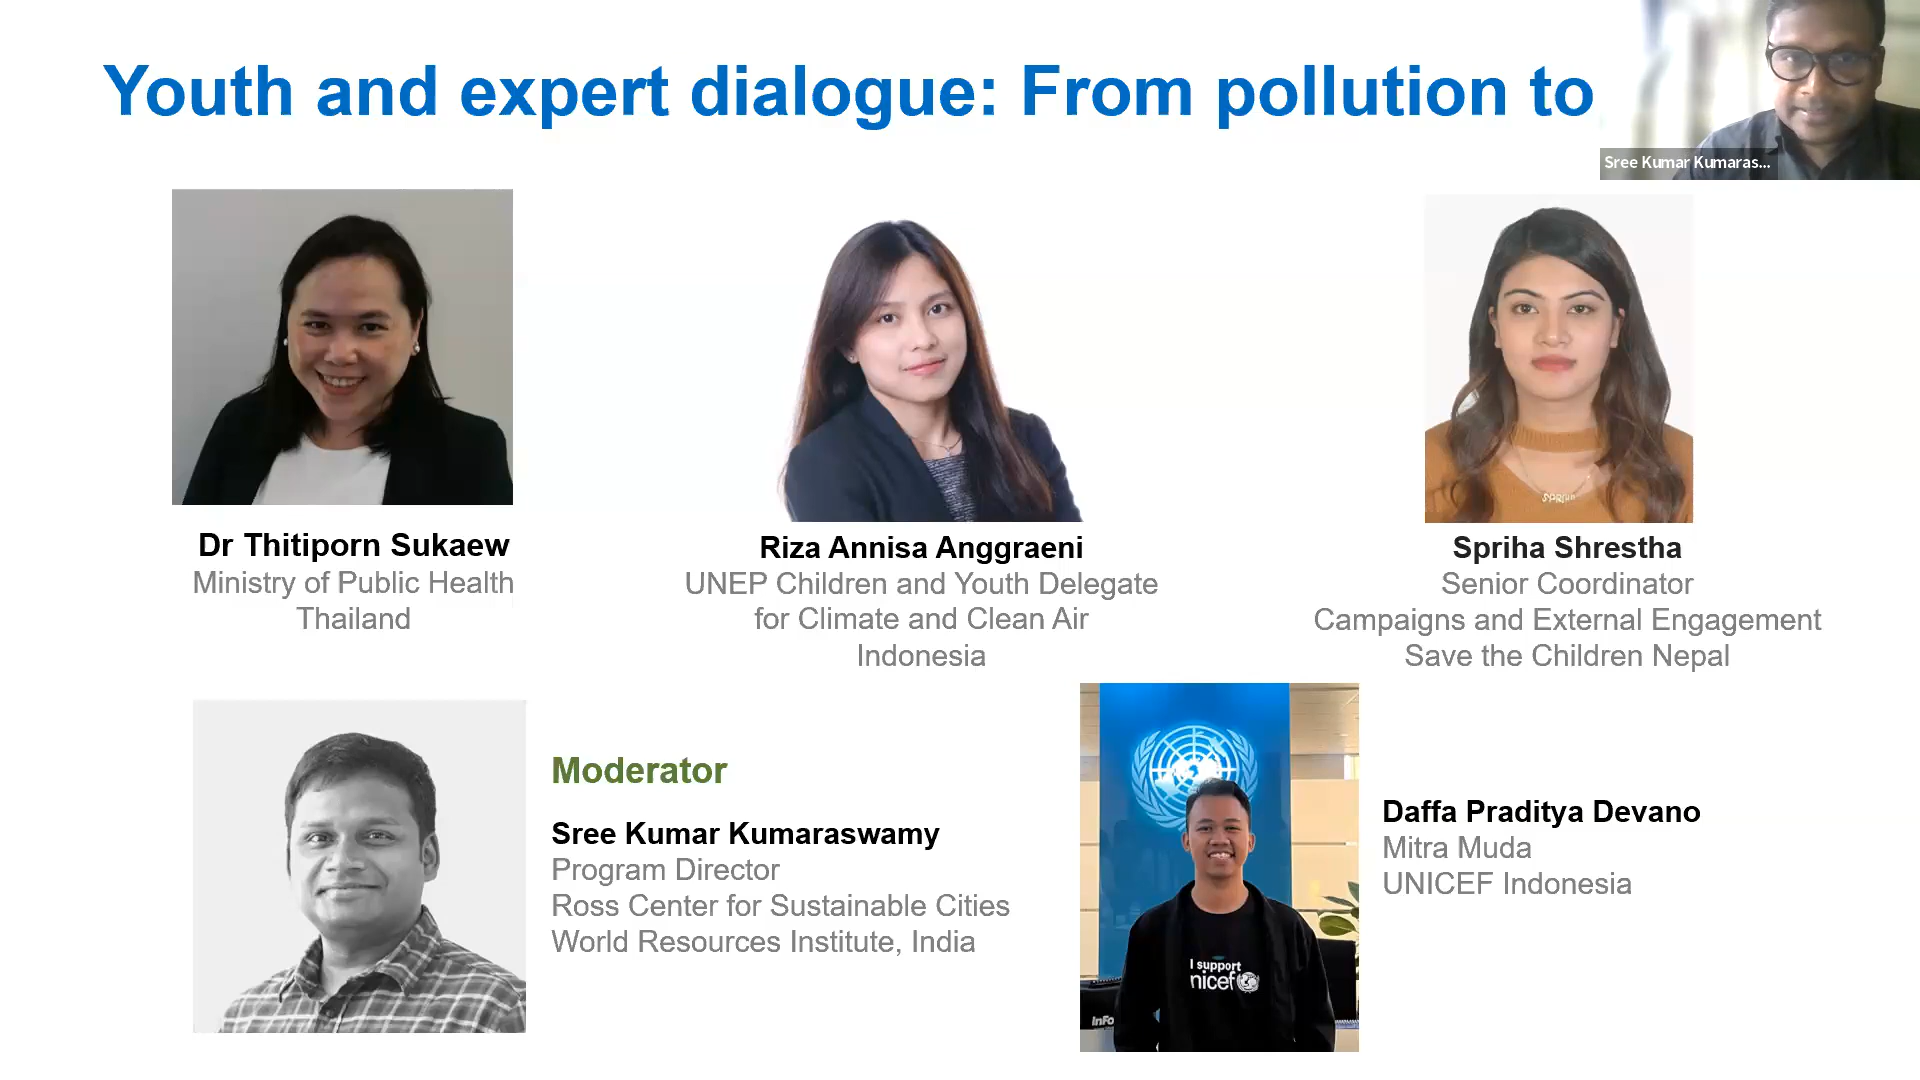 Youth and expert dialogue: From pollution to
Sree Kumar Kumaras...
Dr Thitiporn Sukaew
Ministry of Public Health
Thailand
Riza Annisa Anggraeni
UNEP Children and Youth Delegate
for Climate and Clean Air
Indonesia
Spriha Shrestha
Senior Coordinator
Campaigns and External Engagement
Save the Children Nepal
Moderator
Sree Kumar Kumaraswamy
Program Director
Ross Center for Sustainable Cities
World Resources Institute, India
I support
nicef
InFo
Daffa Praditya Devano
Mitra Muda
UNICEF Indonesia